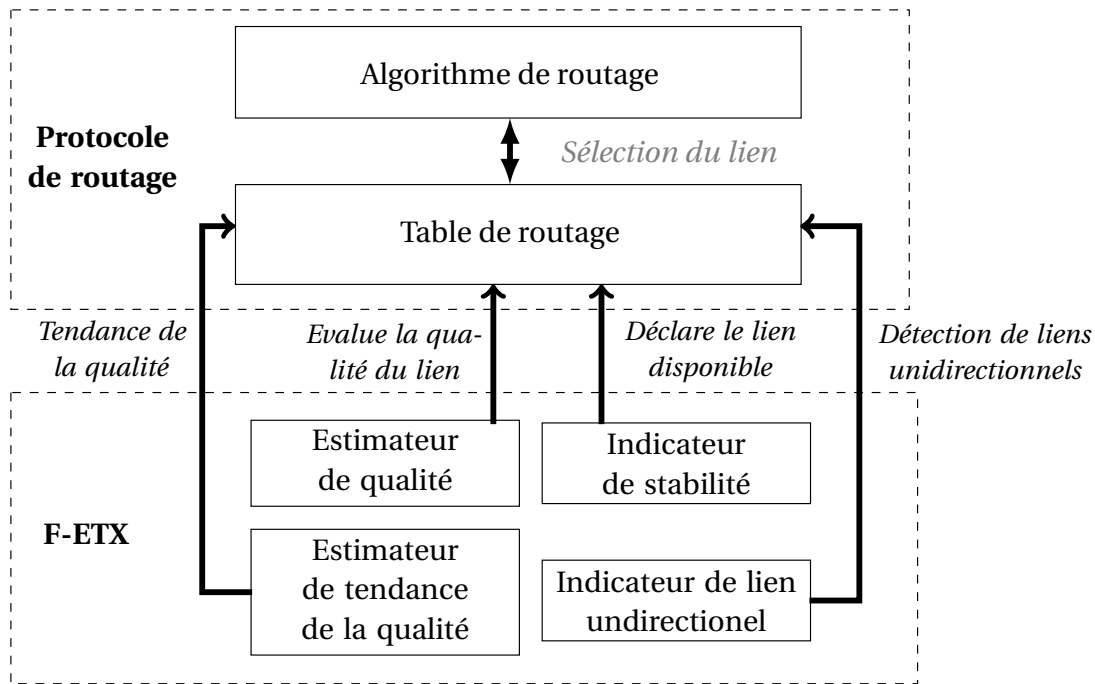 Algorithme de routage
Protocole
de routage
Sélection du lien
Table de routage
Tendance de
la qualité
Evalue la qua-
lité du lien
Déclare le lien
disponible
Détection de liens
unidirectionnels
Estimateur
de qualité
Indicateur
de stabilité
F-ETX
Estimateur
de tendance
de la qualité
Indicateur de lien
undirectionel